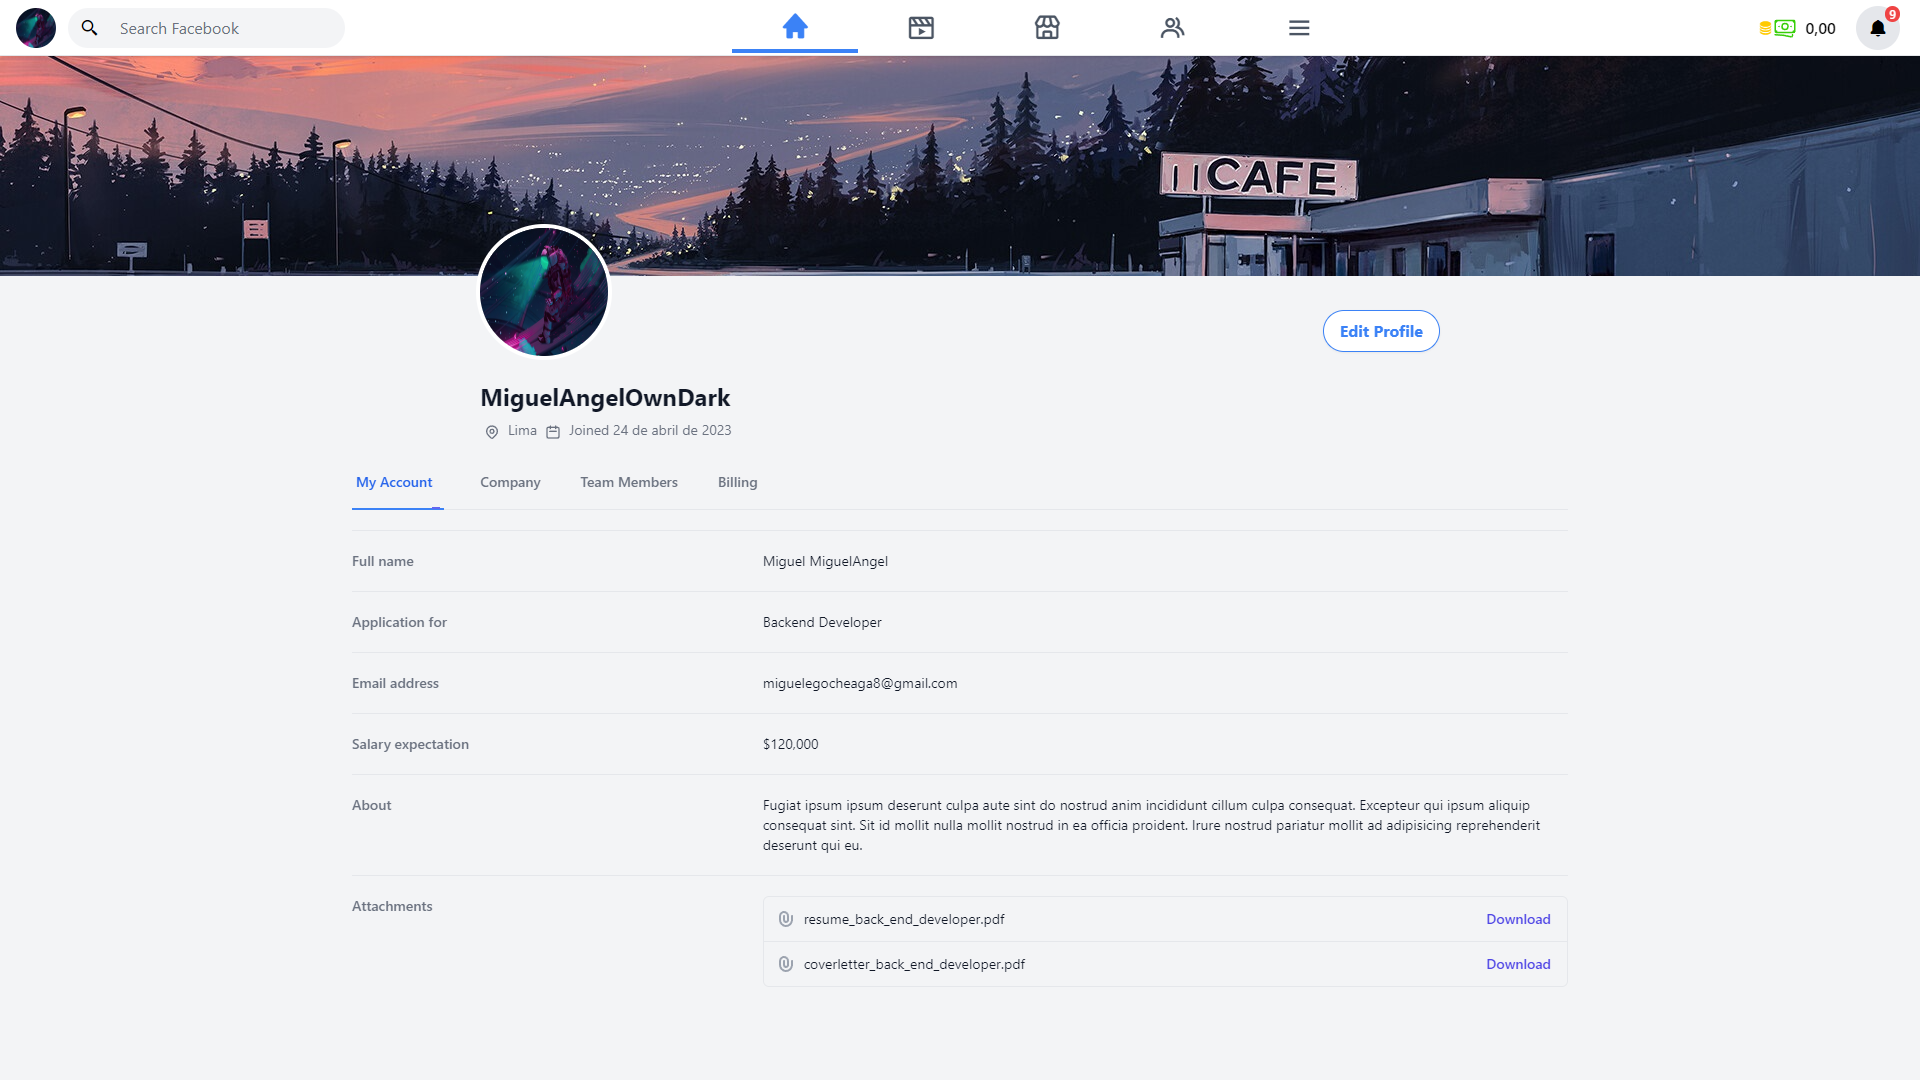 Search Facebook
0,00
9
CAFE
Edit Profile
MiguelAngelOwnDark
Lima Joined 24 de abril de 2023
My Account Company Team Members Billing
Full name Miguel MiguelAngel
Application for Backend Developer
Email address miguelegocheaga8@gmail.com
Salary expectation $120,000
About Fugiat ipsum ipsum deserunt culpa aute sint do nostrud anim incididunt cillum culpa consequat. Excepteur qui ipsum aliquip
consequat sint. Sit id mollit nulla mollit nostrud in ea officia proident. Irure nostrud pariatur mollit ad adipisicing reprehenderit
deserunt qui eu.
Attachments resume_back_end_developer.pdf Download
coverletter_back_end_developer.pdf Download